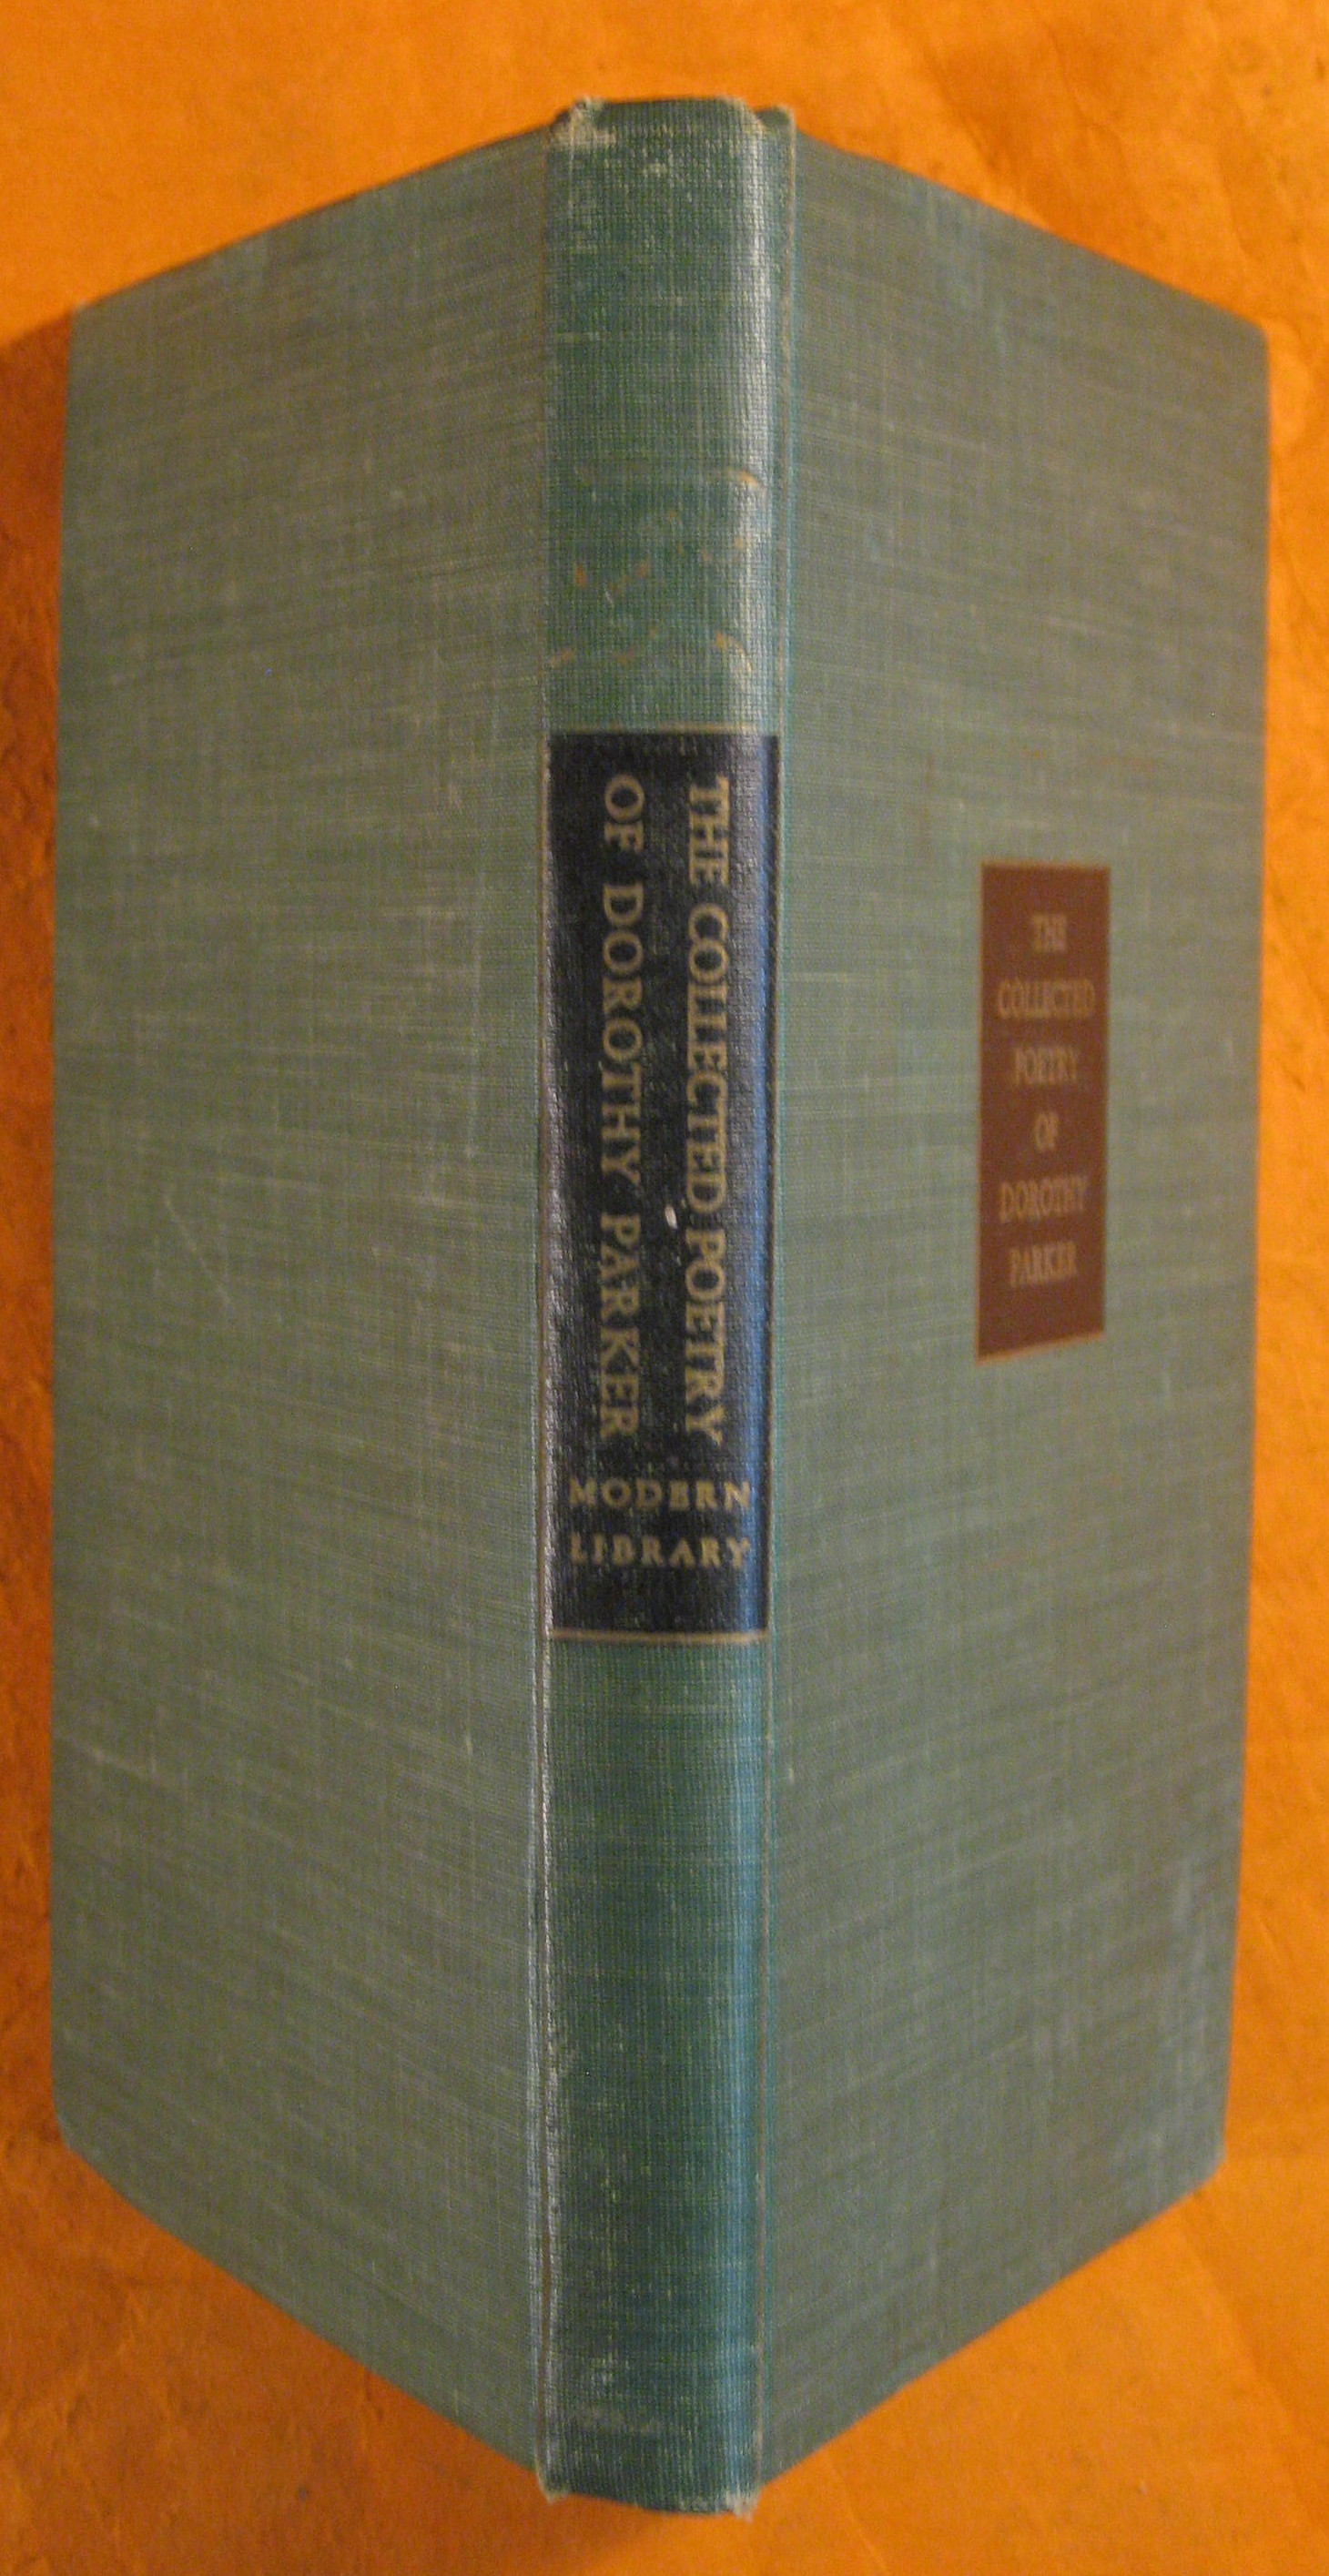 THE COLLECTED POETRY
OF DOROTHY PARKER
MODERN
LIBRARY
THE
COLLECTED
POETRY
OF
DOROTHY
PARKER